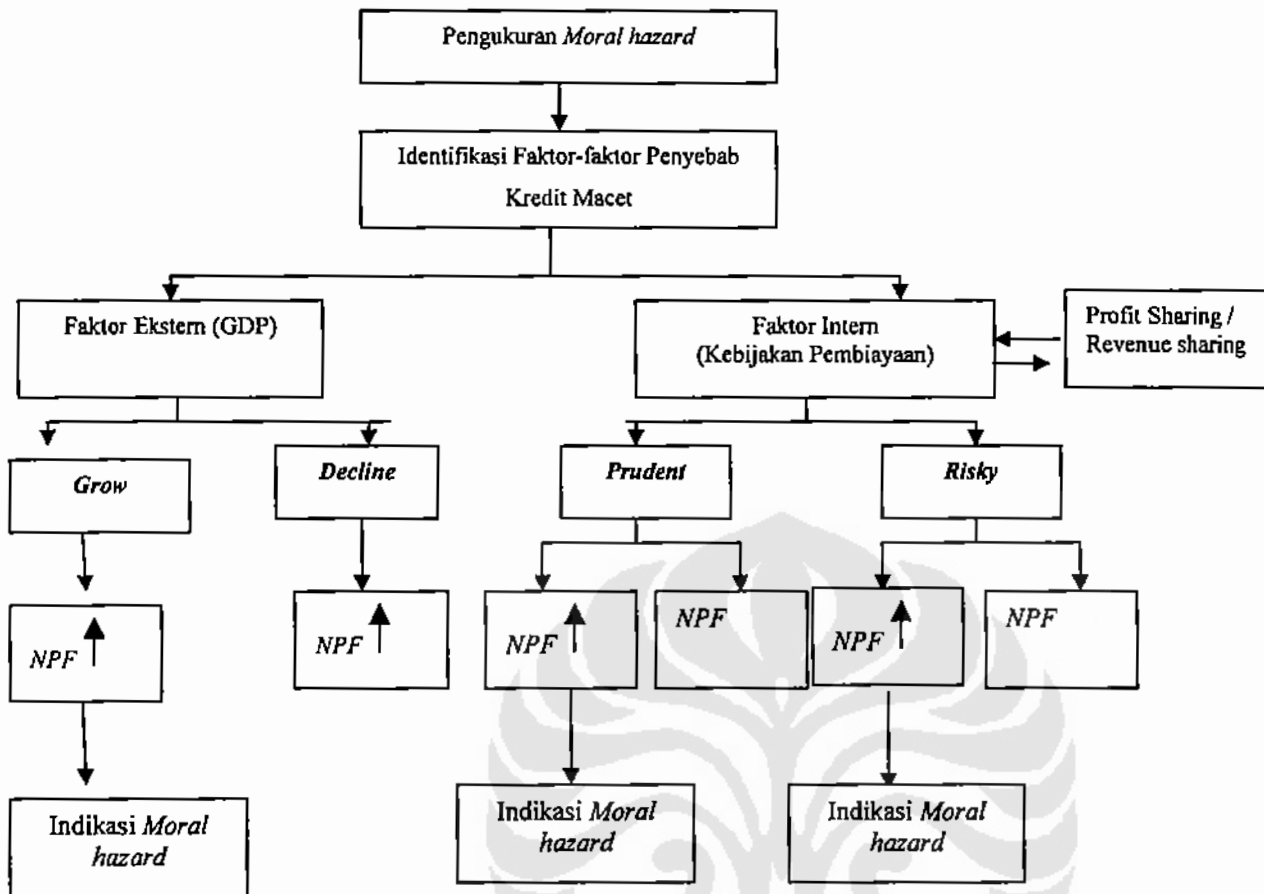 Pengukuran Moral hazard
Identifikasi Faktor-faktor Penyebab
Kredit Macet
Faktor Ekstern (GDP)
Faktor Intern
(Kebijakan Pembiayaan)
Profit Sharing /
Revenue sharing
Grow
Decline
Prudent
Risky
NPF
NPF
NPF
NPF
NPF
NPF
Indikasi Moral
hazard
Indikasi Moral
hazard
Indikasi Moral
hazard